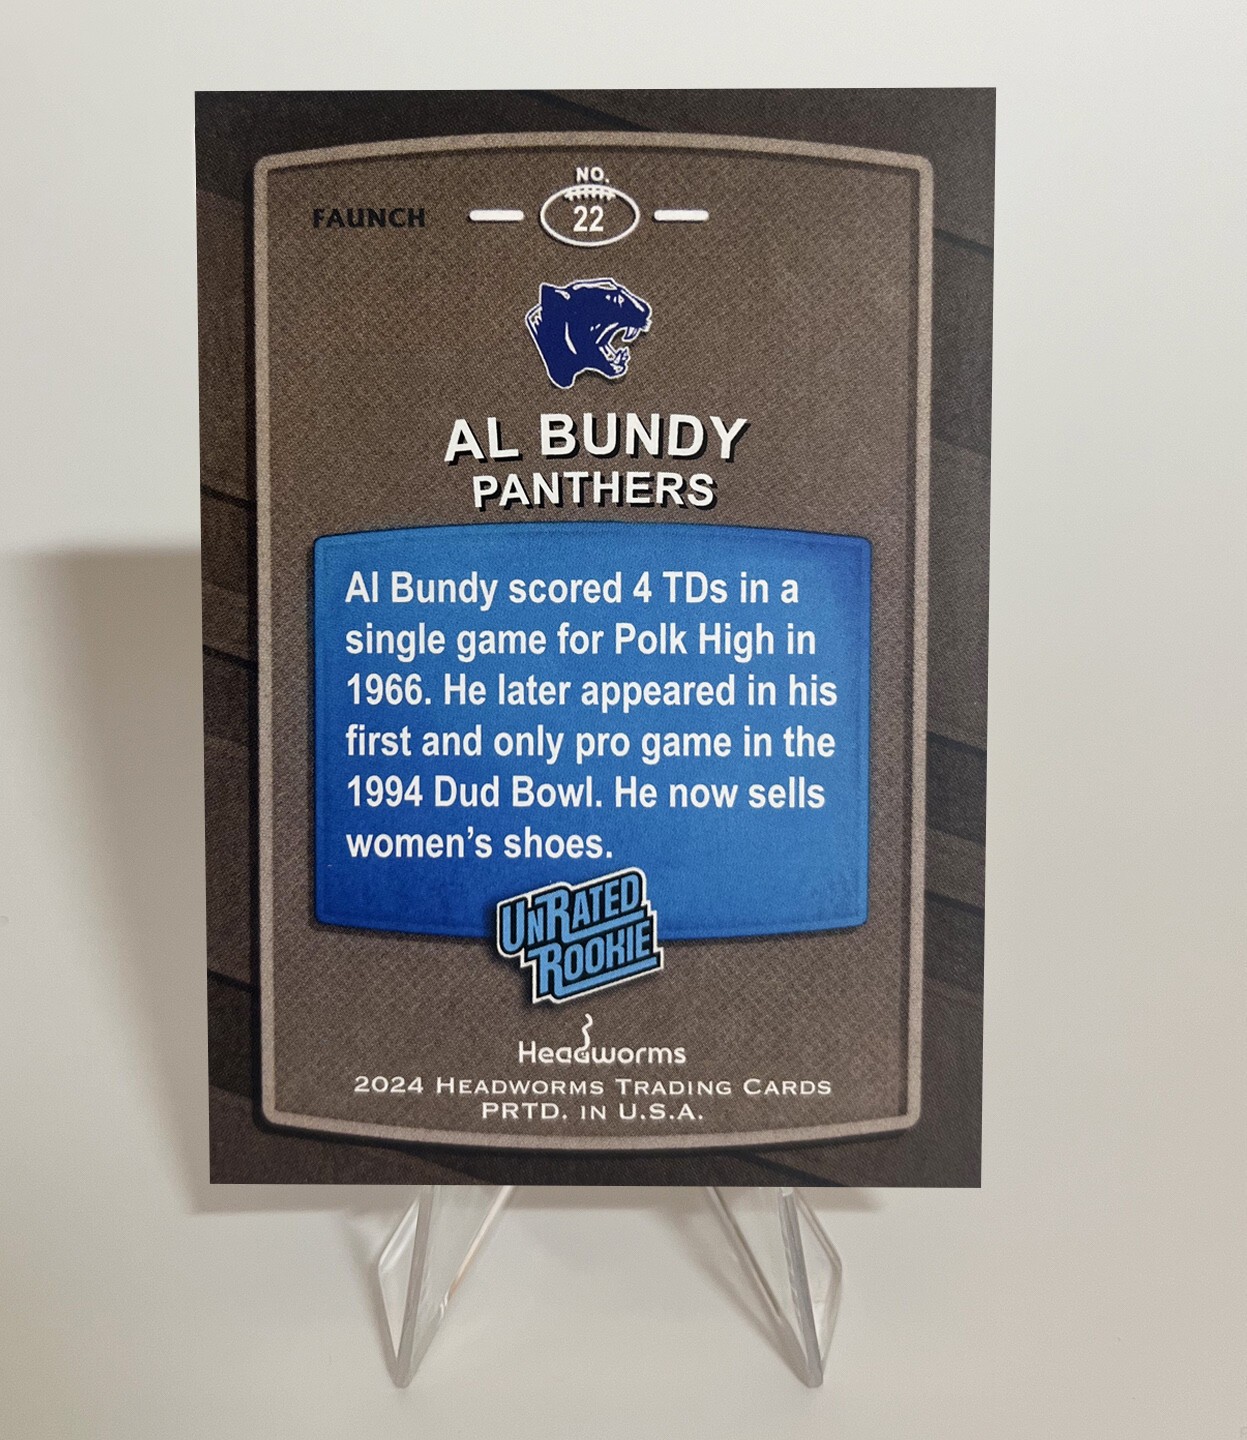 NO.
FAUNCH
22
AL BUNDY
PANTHERS
Al Bundy scored 4 TDs in a
single game for Polk High in
1966. He later appeared in his
first and only pro game in the
1994 Dud Bowl. He now sells
women's shoes.
UNRATED
ROOKIE
Headworms
2024 HEADWORMS TRADING CARDS
PRTD. IN U.S.A.